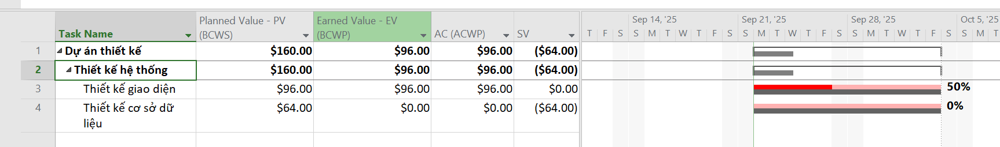 Task Name
Planned Value - PV
(BCWS)
Earned Value - EV
(BCWP)
AC (ACWP)
SV
Sep 14, '25
Sep 21, '25
Sep 28, '25
Oct 5, '25
T F S S M T W T F S S M T W T F S S M T W T F S S M T
1 Dự án thiết kế $160.00 $96.00 $96.00 ($64.00)
2 Thiết kế hệ thống $160.00 $96.00 $96.00 ($64.00)
3 Thiết kế giao diện $96.00 $96.00 $96.00 $0.00 50%
4 Thiết kế cơ sở dữ $64.00 $0.00 $0.00 ($64.00) 0%
liệu